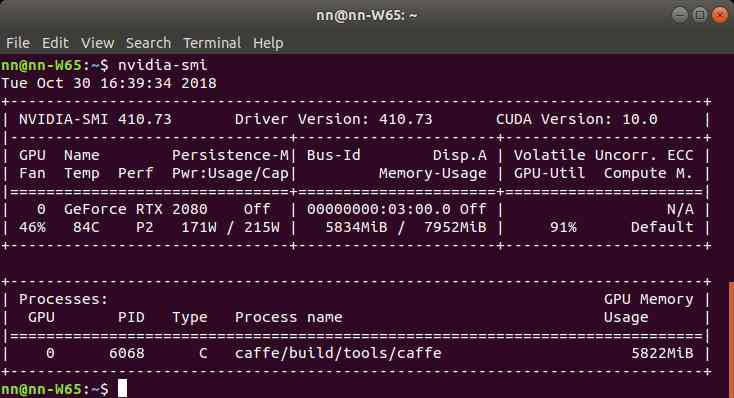 nn@nn-W65: ~
File Edit View Search Terminal Help
nn@nn-W65:~$ nvidia-smi
Tue Oct 30 16:39:34 2018
+-----------------------------------------------------------------------------+
| NVIDIA-SMI 410.73       Driver Version: 410.73       CUDA Version: 10.0     |
|-------------------------------+----------------------+----------------------+
| GPU  Name        Persistence-M| Bus-Id        Disp.A | Volatile Uncorr. ECC |
| Fan  Temp  Perf  Pwr:Usage/Cap|         Memory-Usage | GPU-Util  Compute M. |
|===============================+======================+======================|
|   0  GeForce RTX 2080    Off  | 00000000:03:00.0 Off |                  N/A |
| 46%   84C    P2   171W / 215W |   5834MiB /  7952MiB |     91%      Default |
+-------------------------------+----------------------+----------------------+
+-----------------------------------------------------------------------------+
| Processes:                                                       GPU Memory |
|  GPU       PID   Type   Process name                             Usage      |
|=============================================================================|
|    0      6068      C   caffe/build/tools/caffe                     5822MiB |
+-----------------------------------------------------------------------------+
nn@nn-W65:~$